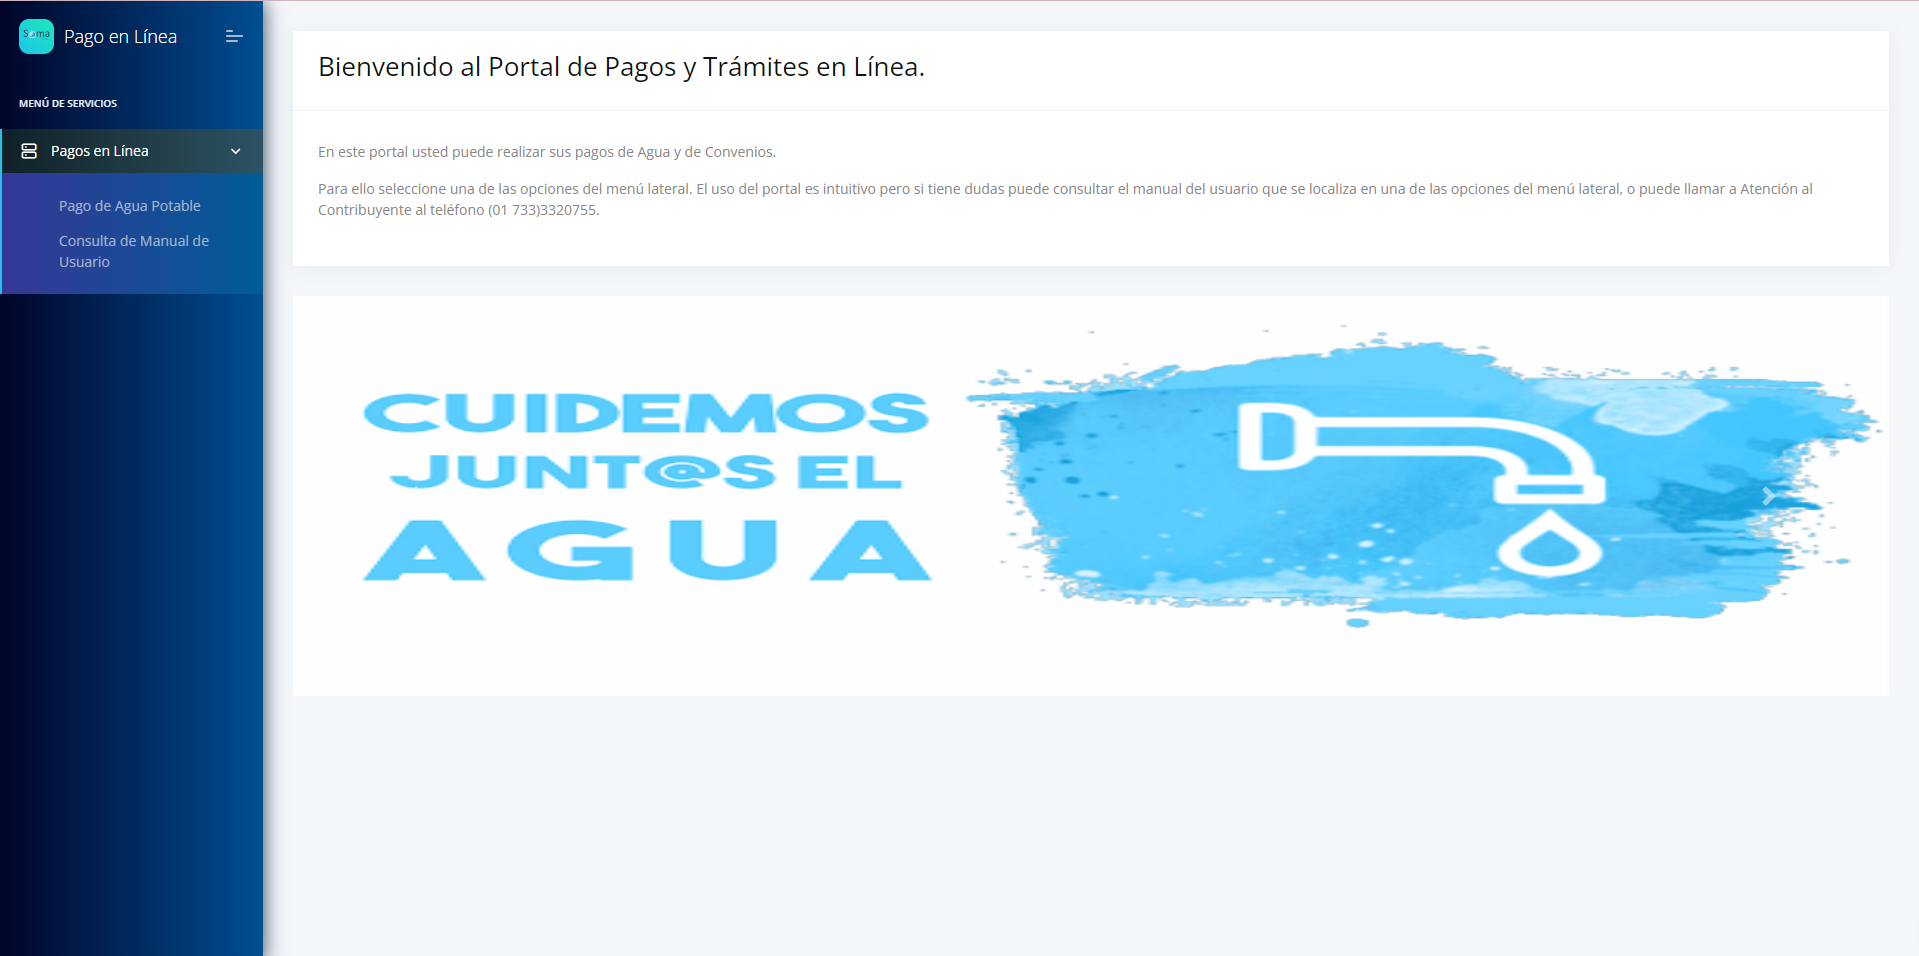 Soma
Pago en Línea
MENÚ DE SERVICIOS
Pagos en Línea
Pago de Agua Potable
Consulta de Manual de
Usuario
Bienvenido al Portal de Pagos y Trámites en Línea.
En este portal usted puede realizar sus pagos de Agua y de Convenios.
Para ello seleccione una de las opciones del menú lateral. El uso del portal es intuitivo pero si tiene dudas puede consultar el manual del usuario que se localiza en una de las opciones del menú lateral, o puede llamar a Atención al
Contribuyente al teléfono (01 733)3320755.
CUIDEMOS
JUNT@S EL
AGUA